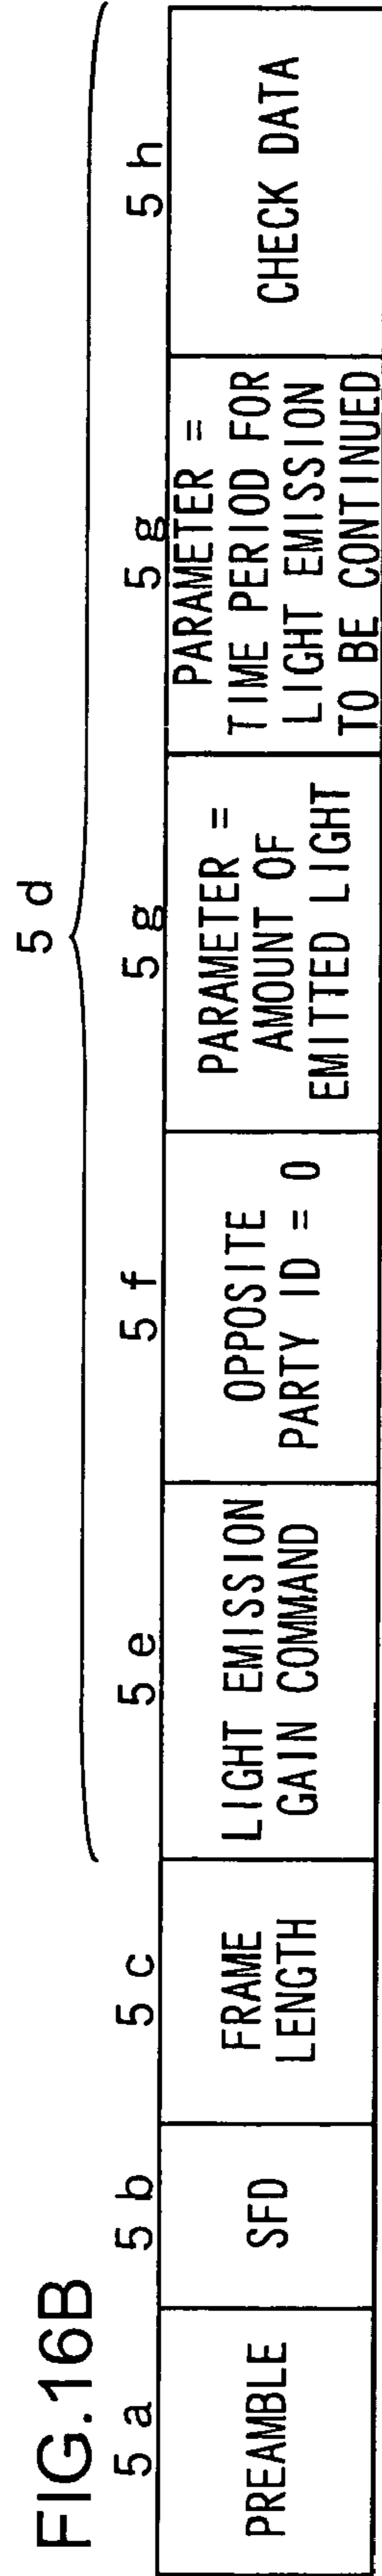 FIG.16B
5 d
5 a
5 b
5 c
5 e
5 f
5 g
5 g
5 h
PREAMBLE
SFD
FRAME
LENGTH
LIGHT EMISSION
GAIN COMMAND
OPPOSITE
PARTY ID = 0
PARAMETER =
AMOUNT OF
EMITTED LIGHT
PARAMETER =
TIME PERIOD FOR
LIGHT EMISSION
TO BE CONTINUED
CHECK DATA